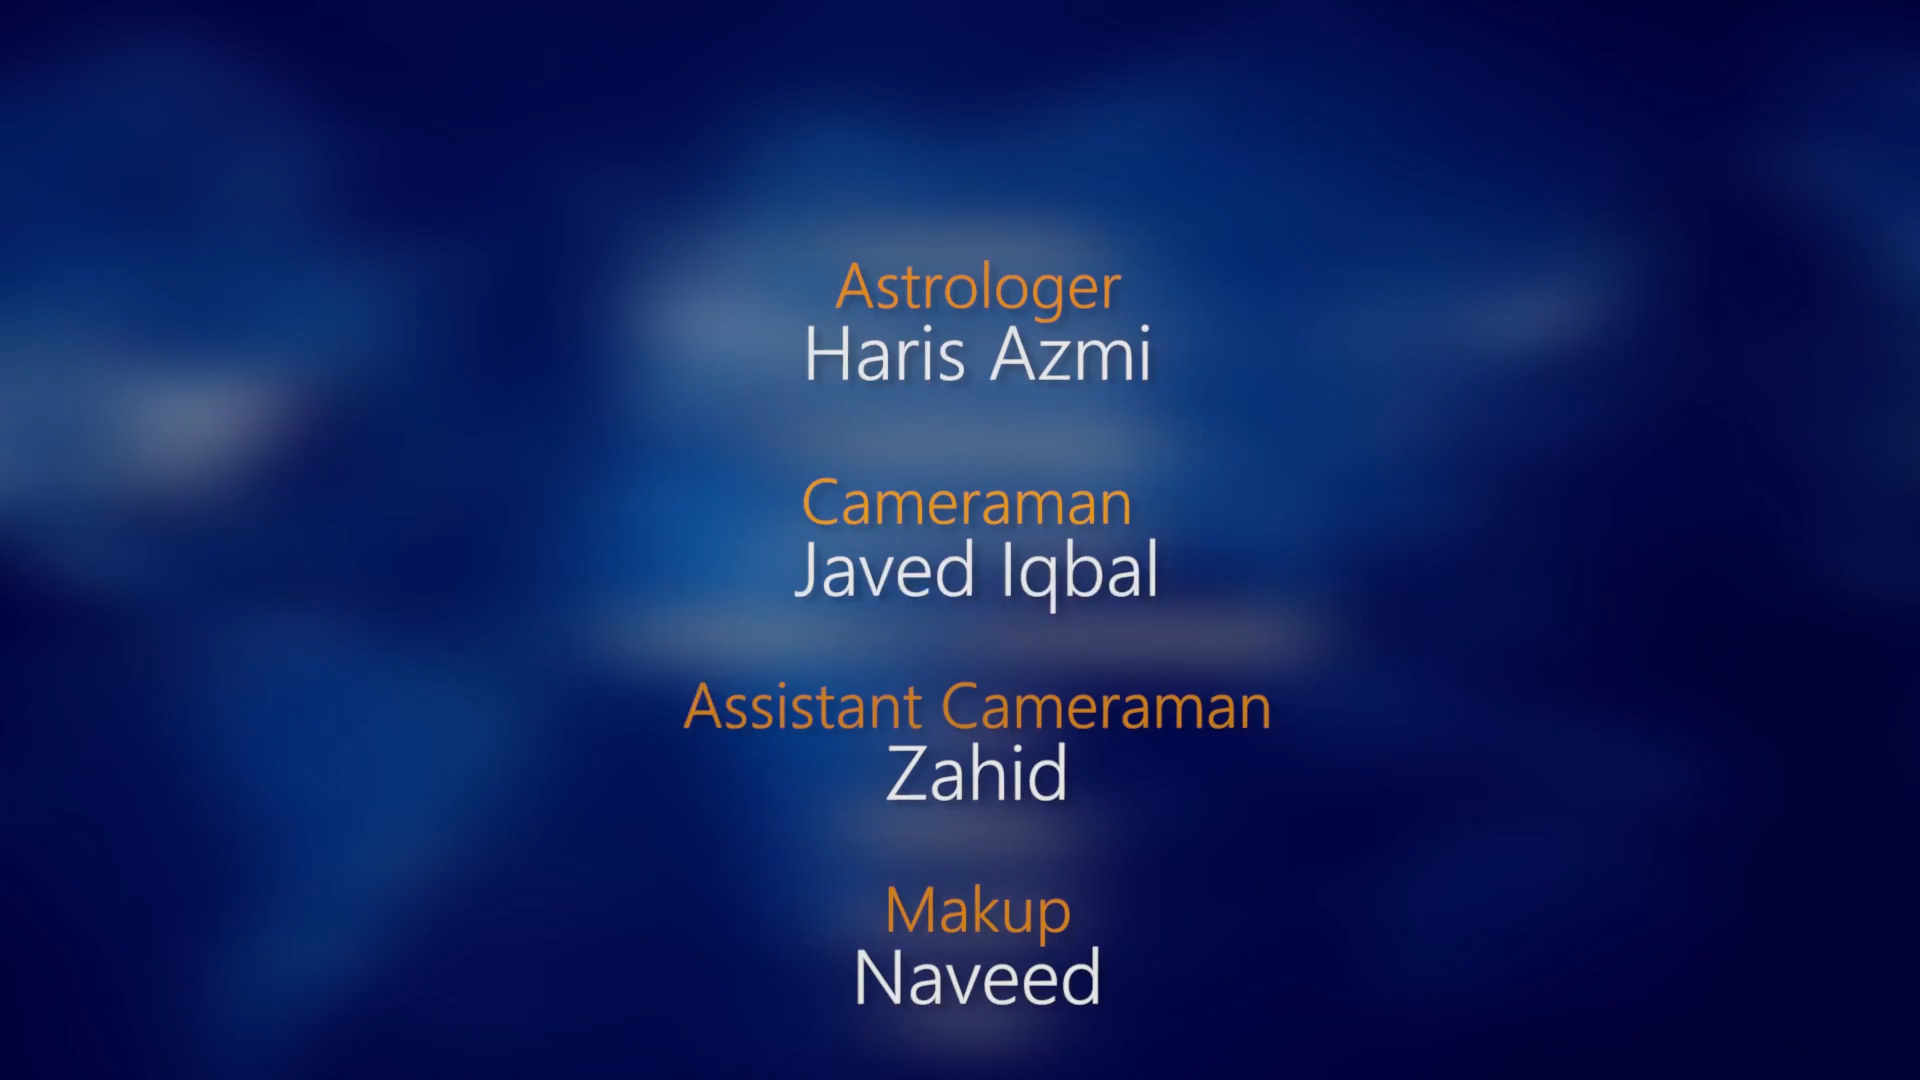 Astrologer
Haris Azmi
Cameraman
Javed Iqbal
Assistant Cameraman
Zahid
Makup
Naveed